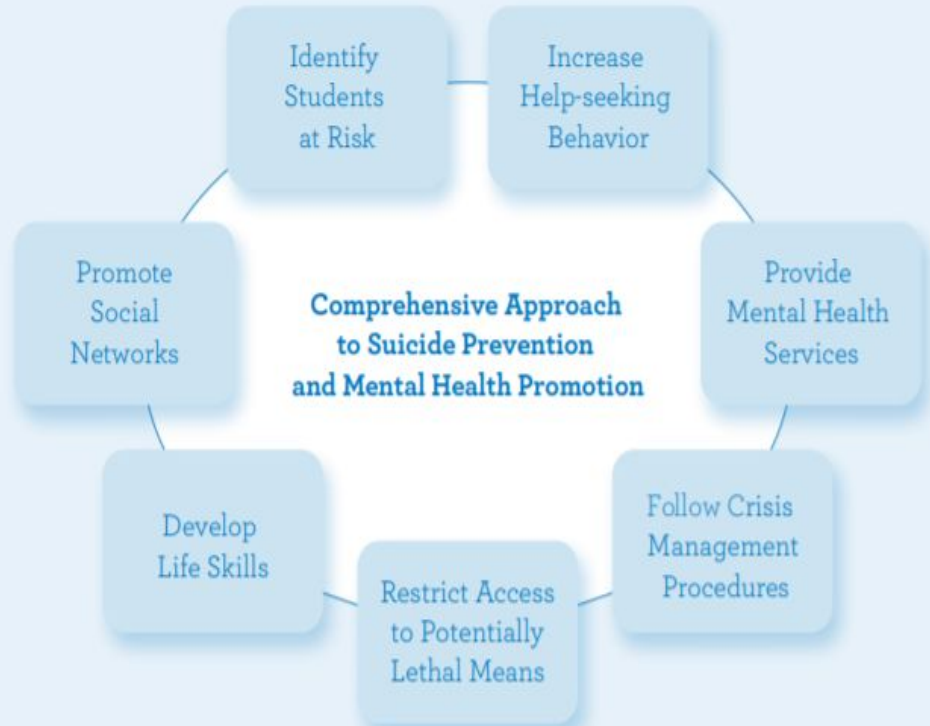 Identify
Students
at Risk
Increase
Help-seeking
Behavior
Promote
Social
Networks
Comprehensive Approach
to Suicide Prevention
and Mental Health Promotion
Provide
Mental Health
Services
Develop
Life Skills
Follow Crisis
Management
Procedures
Restrict Access
to Potentially
Lethal Means